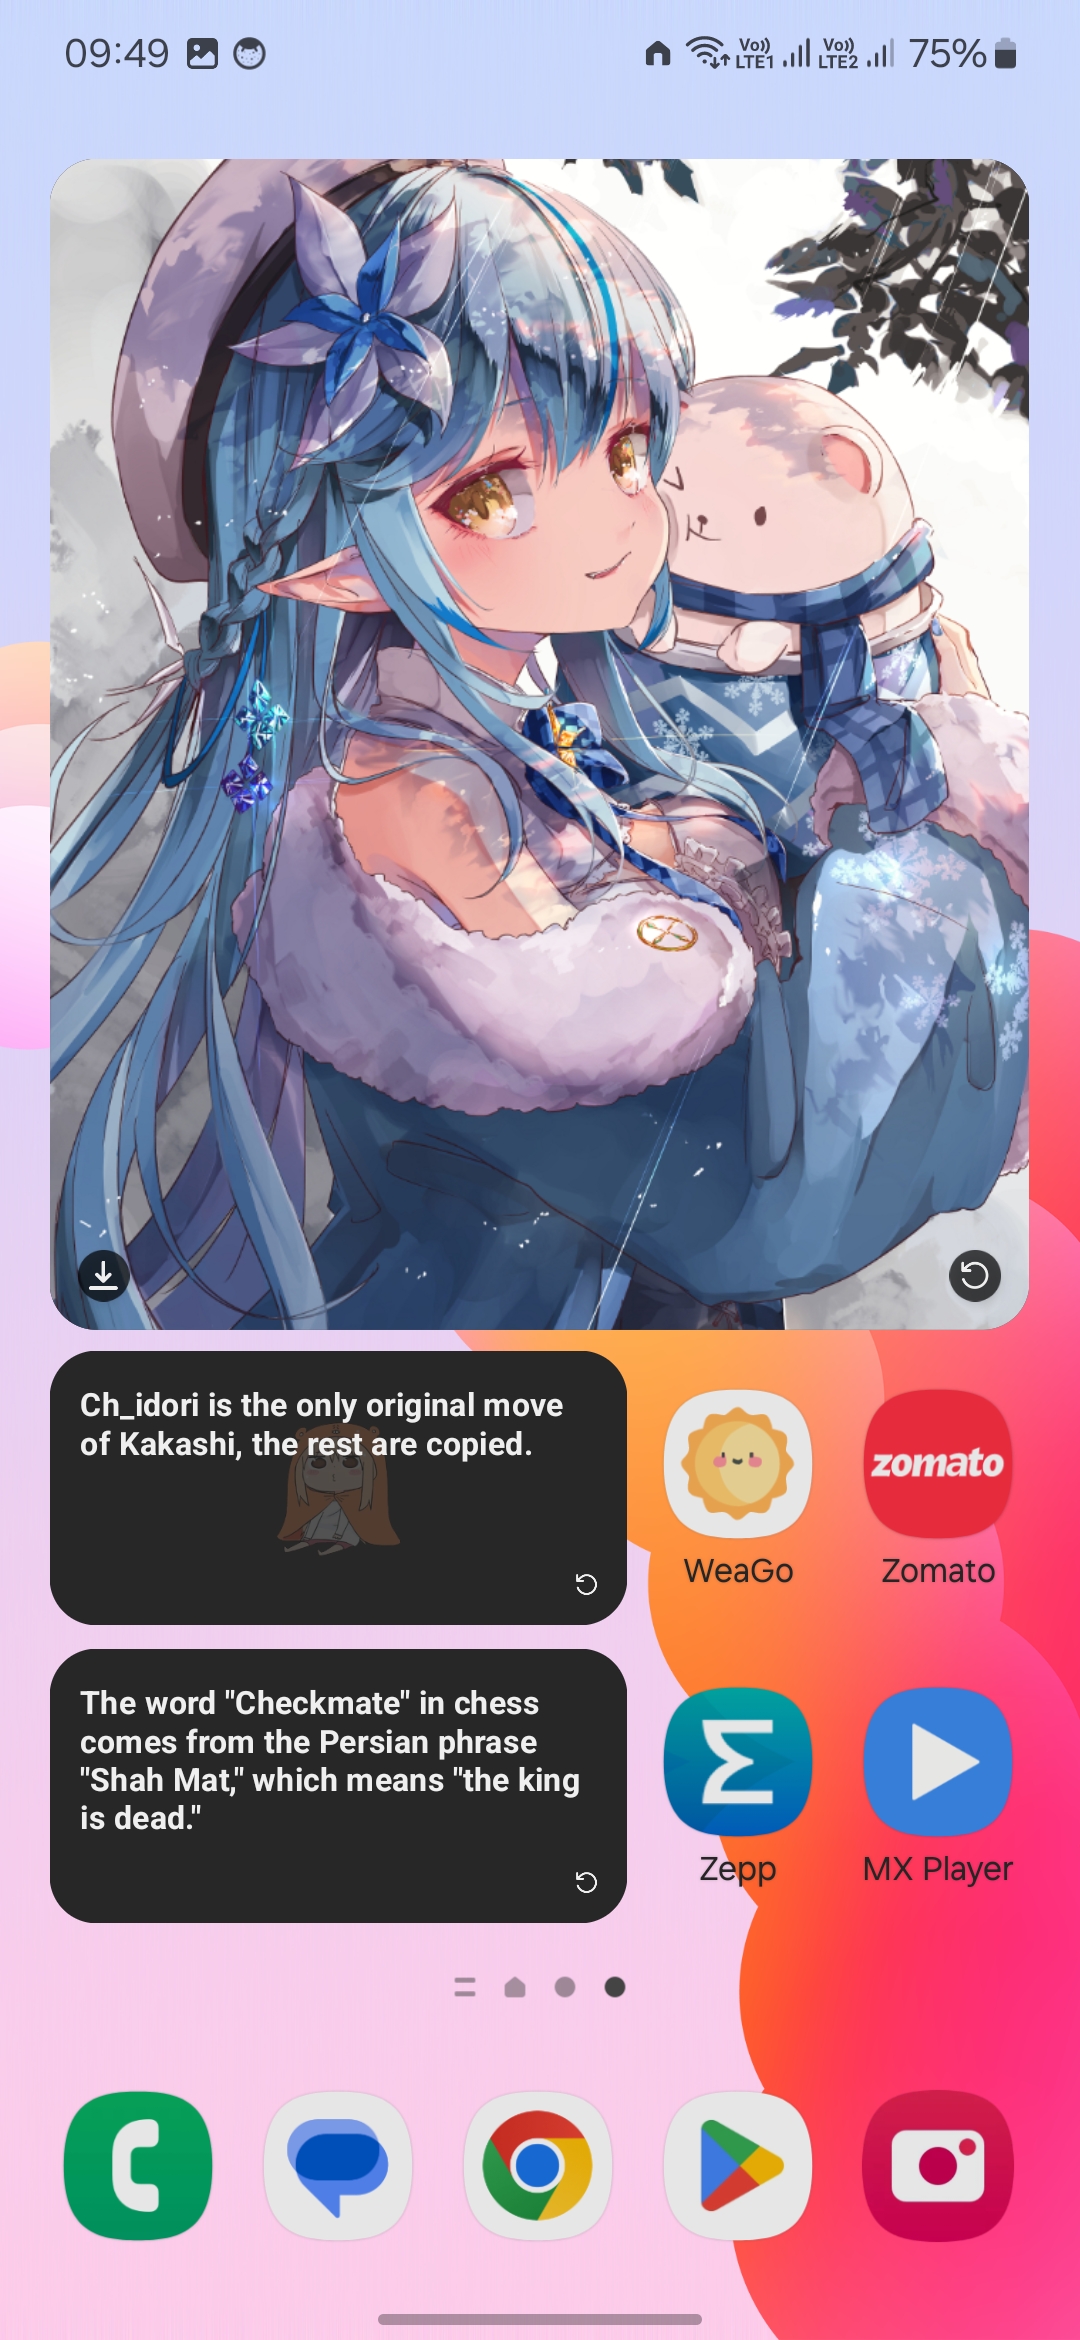 09:49
Vo)) LTE1 Vo)) LTE2 75%
Ch_idori is the only original move
of Kakashi, the rest are copied.
WeaGo
zomato
Zomato
The word "Checkmate" in chess
comes from the Persian phrase
"Shah Mat," which means "the king
is dead."
Zepp
MX Player